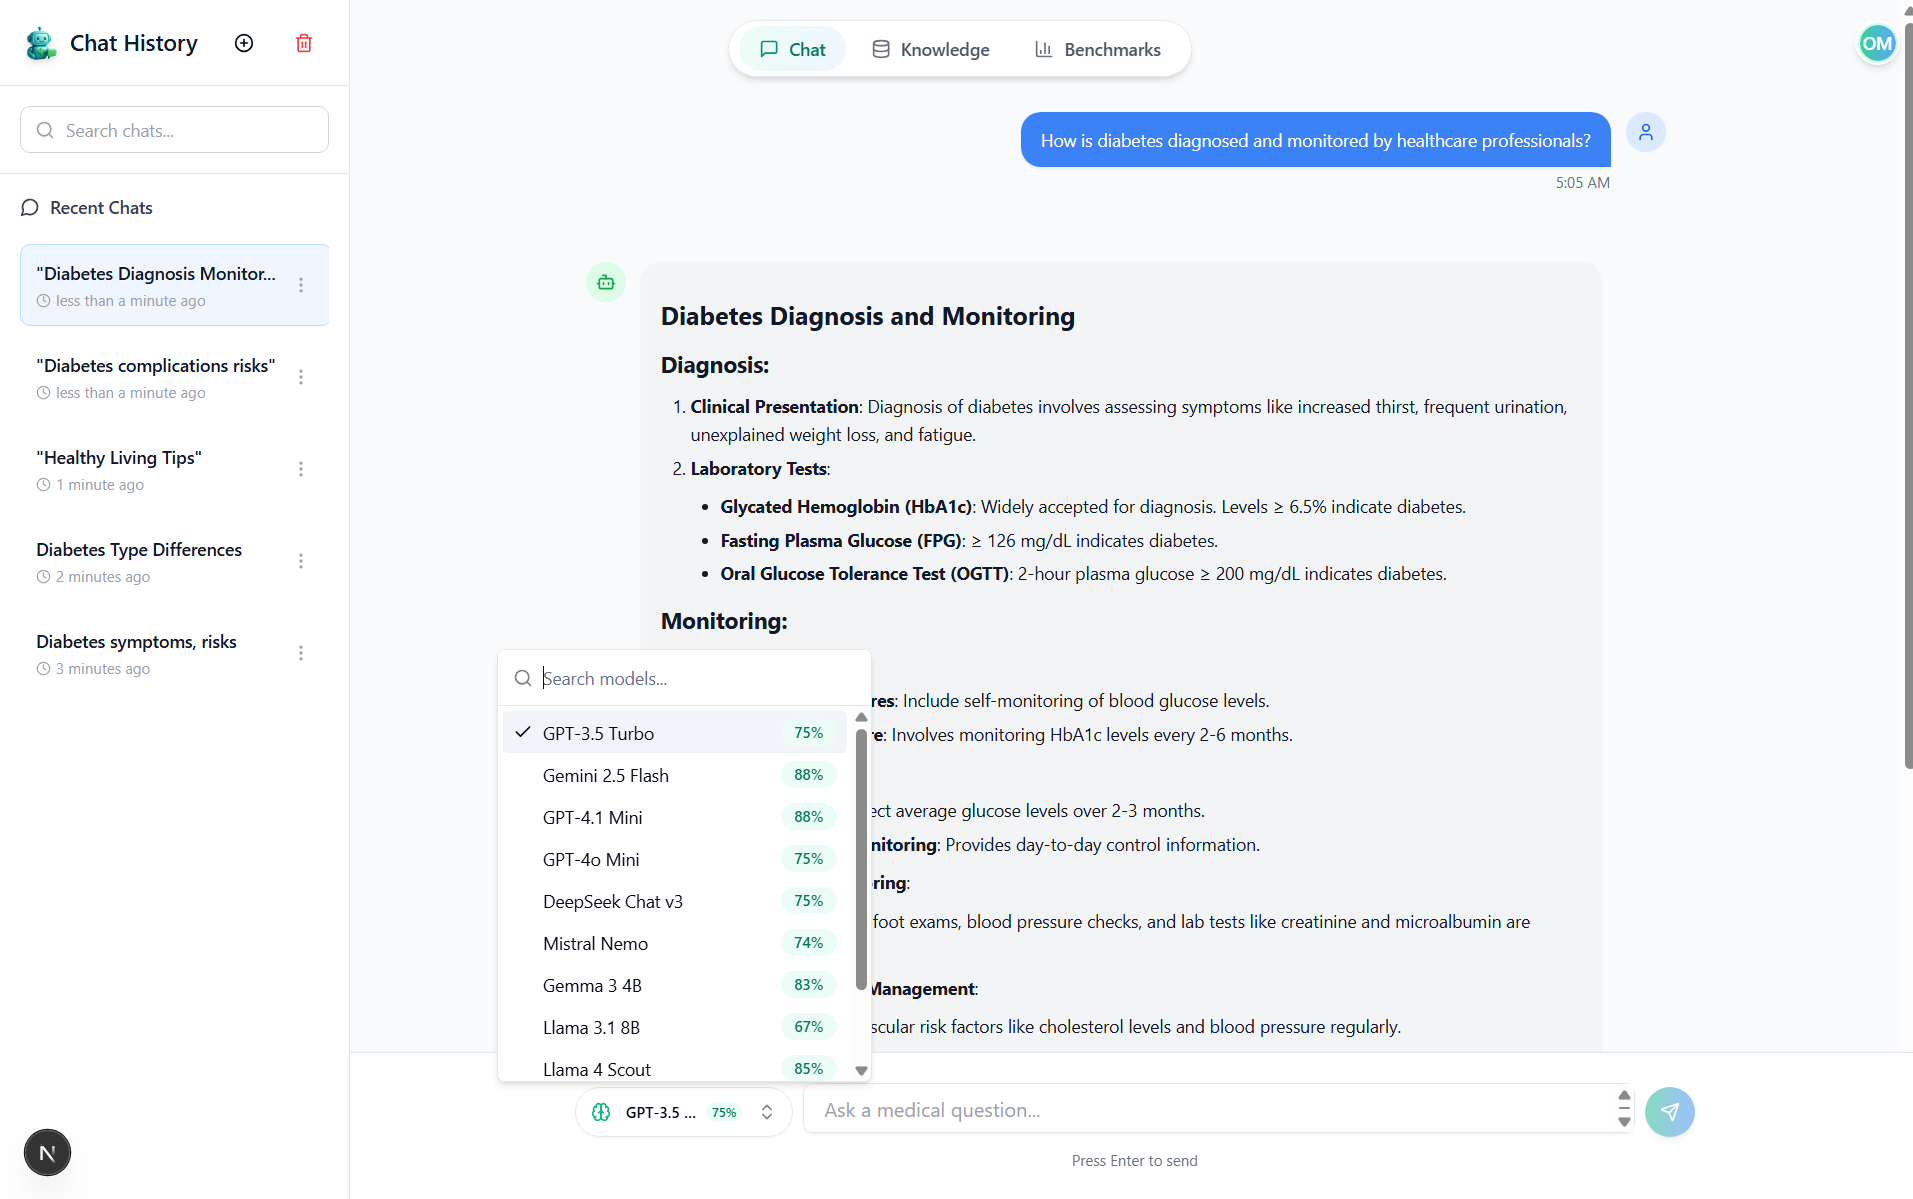 Chat History
Search chats...
Recent Chats
"Diabetes Diagnosis Monitor...
less than a minute ago
"Diabetes complications risks"
less than a minute ago
"Healthy Living Tips"
1 minute ago
Diabetes Type Differences
2 minutes ago
Diabetes symptoms, risks
3 minutes ago
N
Chat
Knowledge
Benchmarks
OM
How is diabetes diagnosed and monitored by healthcare professionals?
5:05 AM
Diabetes Diagnosis and Monitoring
Diagnosis:
1. Clinical Presentation: Diagnosis of diabetes involves assessing symptoms like increased thirst, frequent urination,
unexplained weight loss, and fatigue.
2. Laboratory Tests:
• Glycated Hemoglobin (HbA1c): Widely accepted for diagnosis. Levels ≥ 6.5% indicate diabetes.
• Fasting Plasma Glucose (FPG): ≥ 126 mg/dL indicates diabetes.
• Oral Glucose Tolerance Test (OGTT): 2-hour plasma glucose ≥ 200 mg/dL indicates diabetes.
Monitoring:
res: Include self-monitoring of blood glucose levels.
e: Involves monitoring HbA1c levels every 2-6 months.
ect average glucose levels over 2-3 months.
nitoring: Provides day-to-day control information.
ring:
foot exams, blood pressure checks, and lab tests like creatinine and microalbumin are
Management:
scular risk factors like cholesterol levels and blood pressure regularly.
Search models...
GPT-3.5 Turbo 75%
Gemini 2.5 Flash 88%
GPT-4.1 Mini 88%
GPT-4o Mini 75%
DeepSeek Chat v3 75%
Mistral Nemo 74%
Gemma 3 4B 83%
Llama 3.1 8B 67%
Llama 4 Scout 85%
GPT-3.5 ... 75%
Ask a medical question...
Press Enter to send